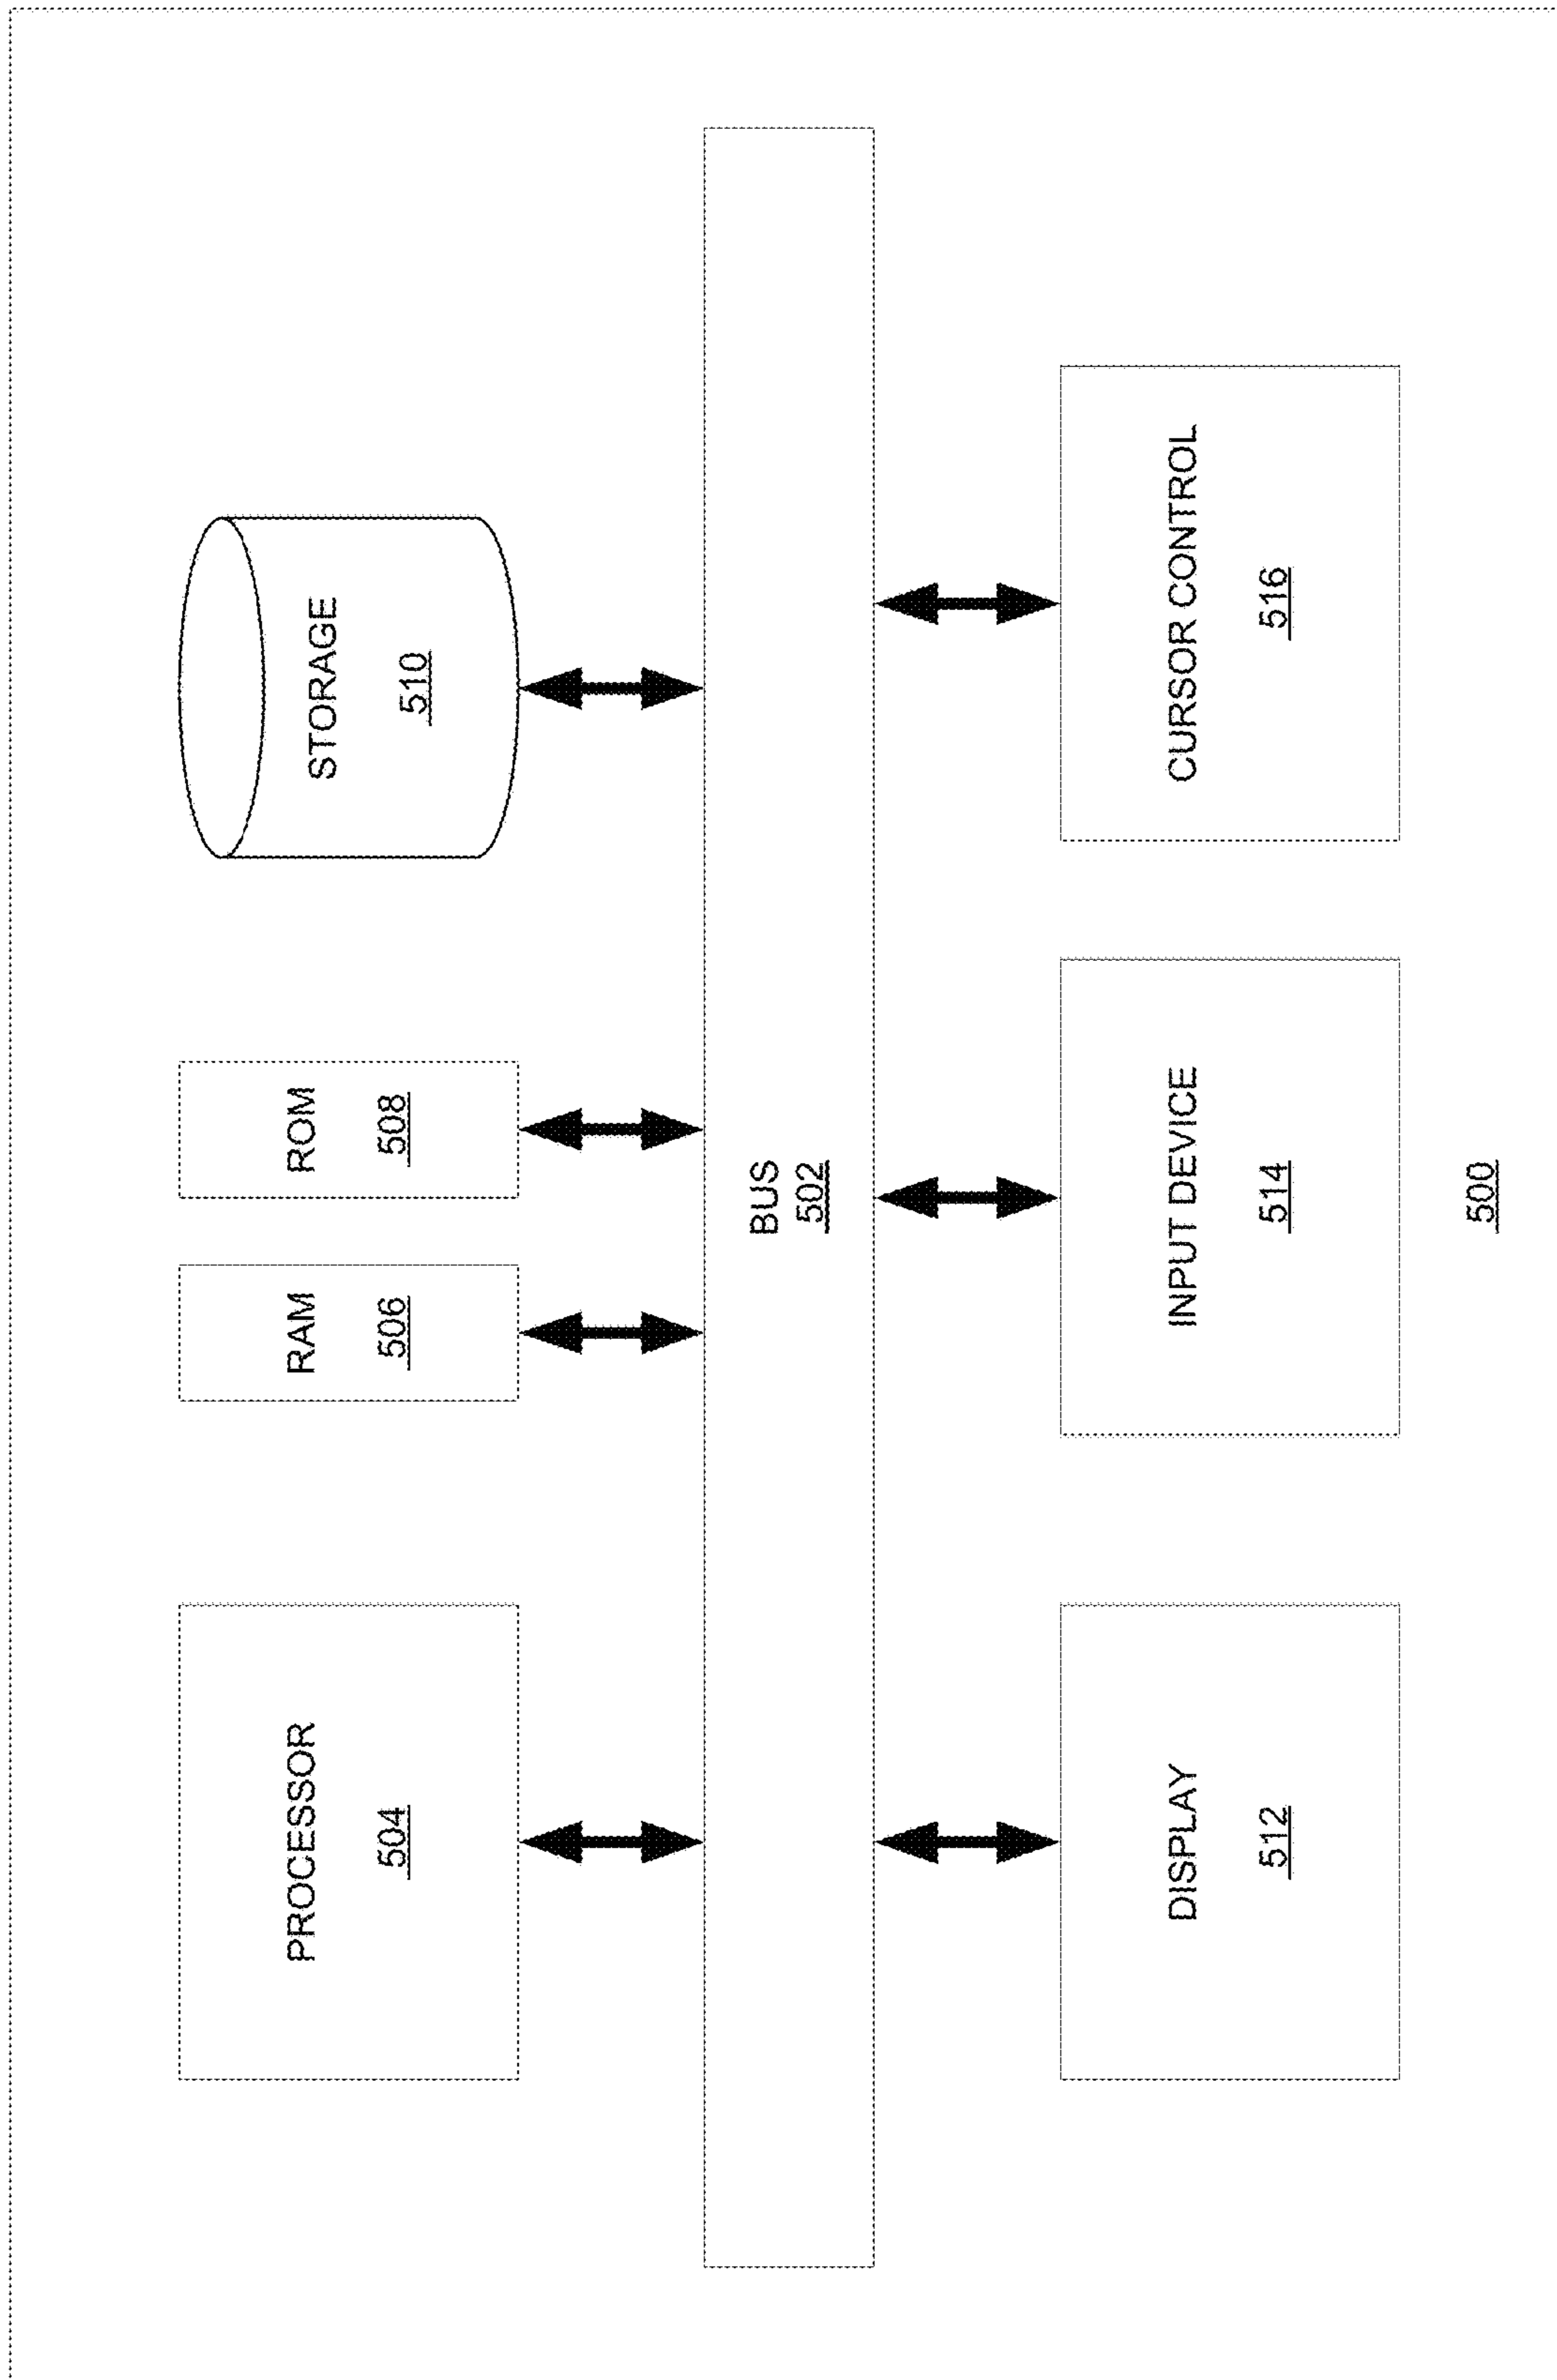 PROCESSOR
504
RAM
506
ROM
508
STORAGE
510
BUS
502
DISPLAY
512
INPUT DEVICE
514
CURSOR CONTROL
516
500